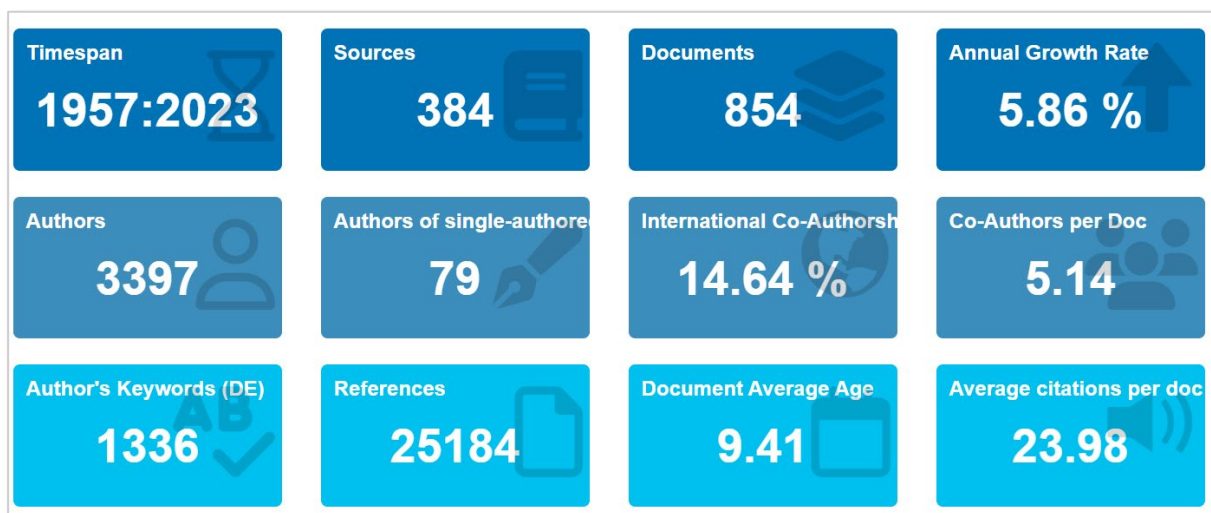 Timespan
1957:2023
Sources
384
Documents
854
Annual Growth Rate
5.86 %
Authors
3397
Authors of single-authore
79
International Co-Authorsh
14.64 %
Co-Authors per Doc
5.14
Author's Keywords (DE)
1336
References
25184
Document Average Age
9.41
Average citations per doc
23.98
AB